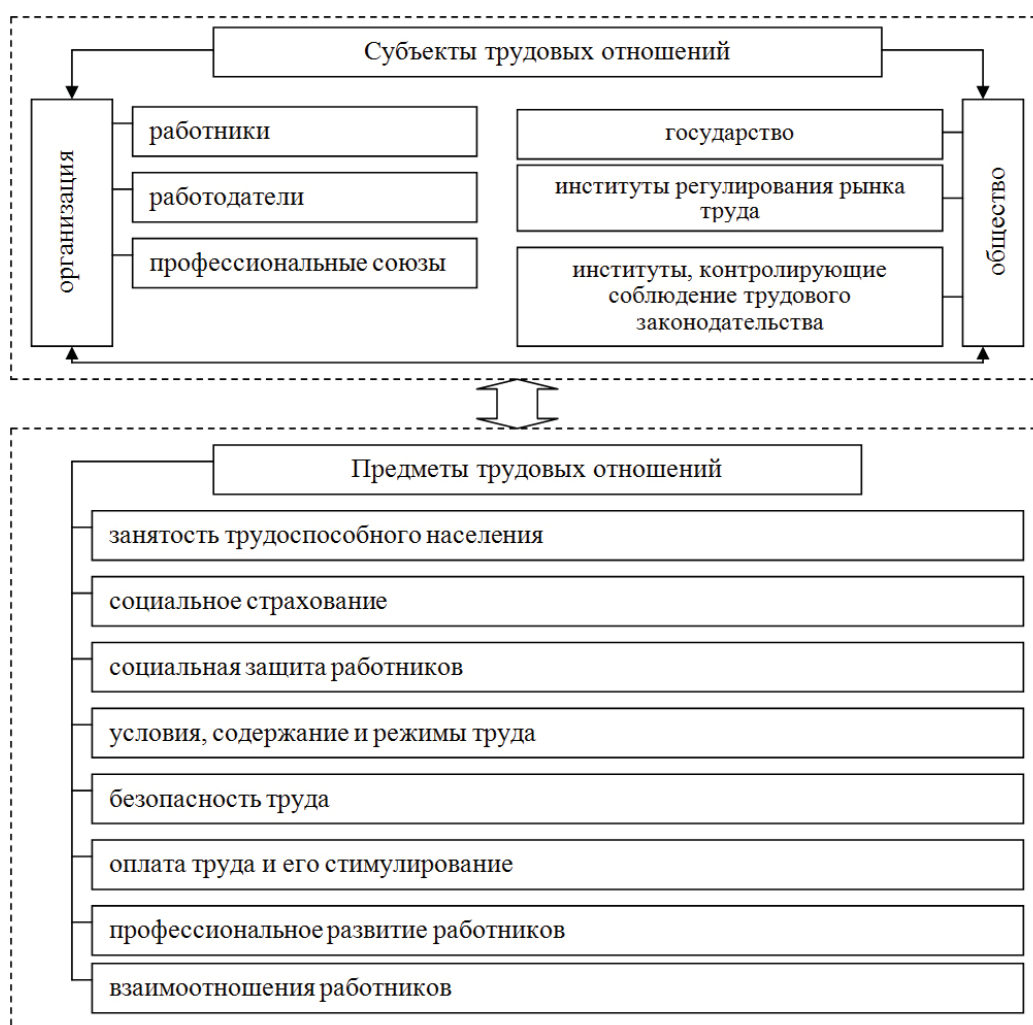 Субъекты трудовых отношений
организация
работники
работодатели
профессиональные союзы
государство
институты регулирования рынка
труда
институты, контролирующие
соблюдение трудового
законодательства
общество
Предметы трудовых отношений
занятость трудоспособного населения
социальное страхование
социальная защита работников
условия, содержание и режимы труда
безопасность труда
оплата труда и его стимулирование
профессиональное развитие работников
взаимоотношения работников